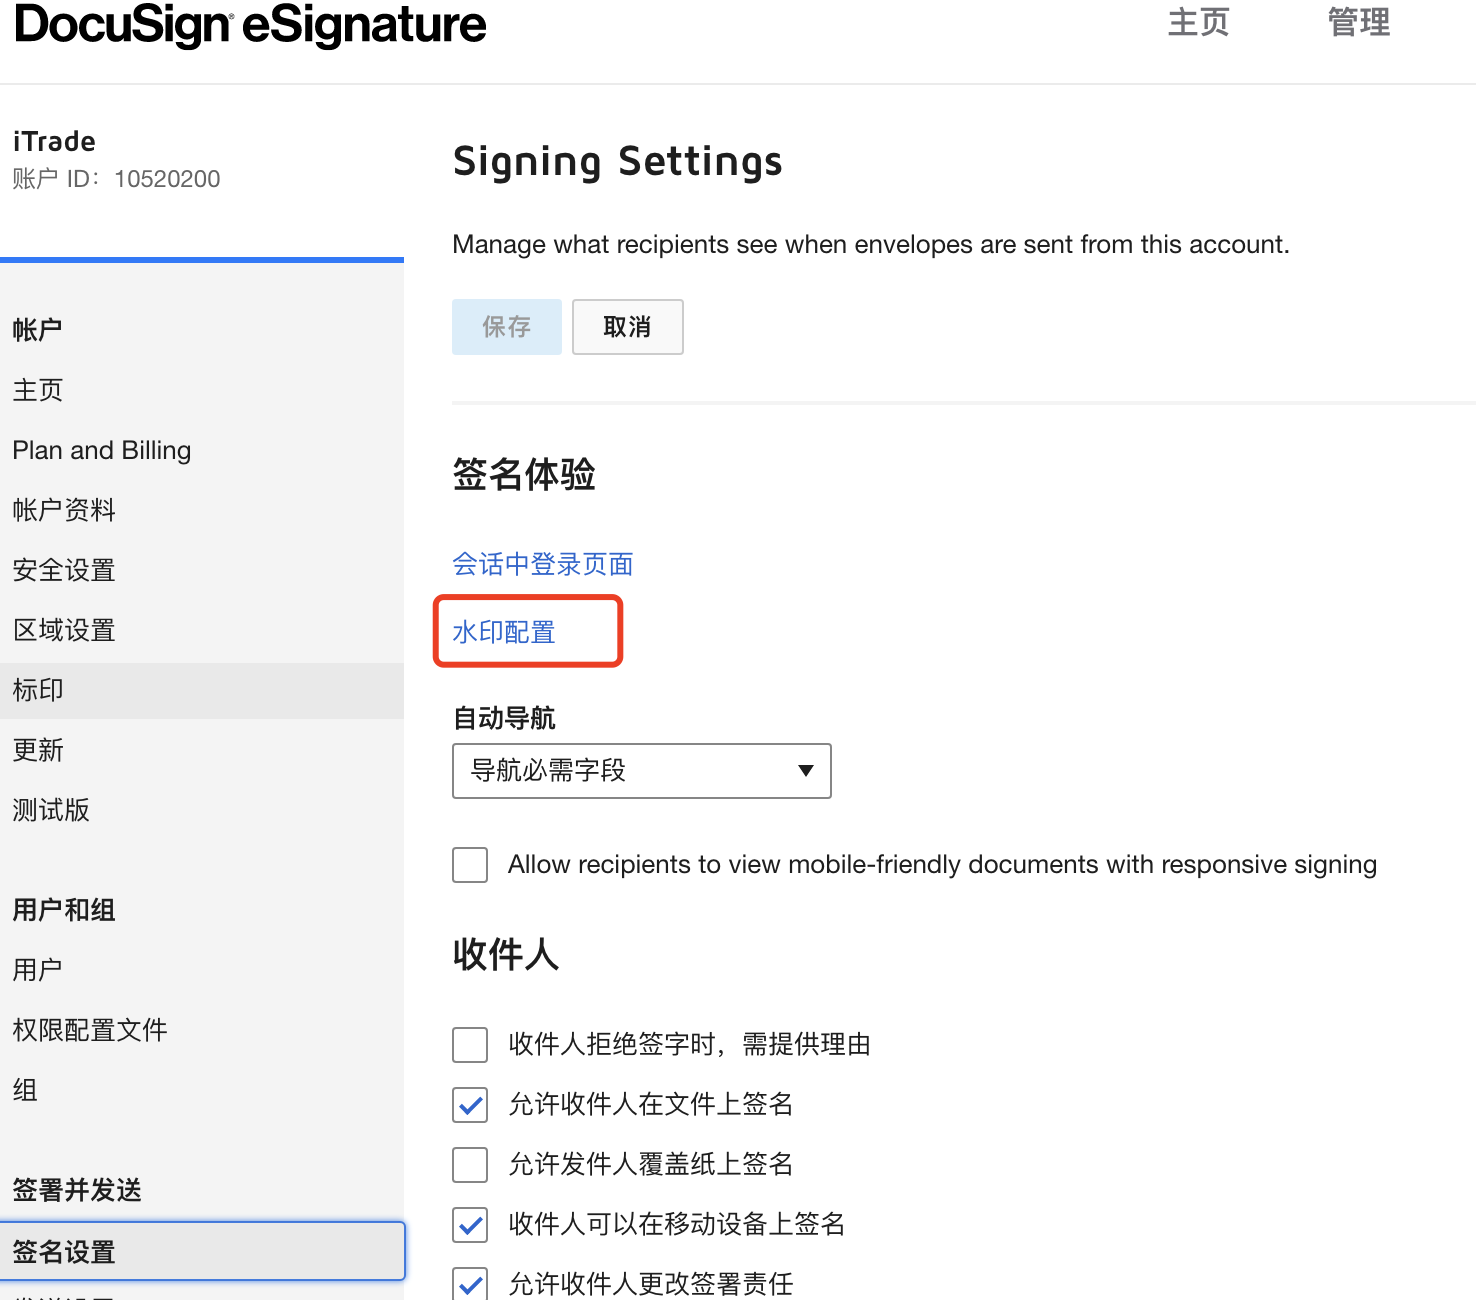 DocuSign® eSignature
主页
管理
iTrade
账户 ID：10520200
帐户
主页
Plan and Billing
帐户资料
安全设置
区域设置
标印
更新
测试版
用户和组
用户
权限配置文件
组
签署并发送
签名设置
Signing Settings
Manage what recipients see when envelopes are sent from this account.
保存
取消
签名体验
会话中登录页面
水印配置
自动导航
导航必需字段
Allow recipients to view mobile-friendly documents with responsive signing
收件人
收件人拒绝签字时，需提供理由
允许收件人在文件上签名
允许发件人覆盖纸上签名
收件人可以在移动设备上签名
允许收件人更改签署责任